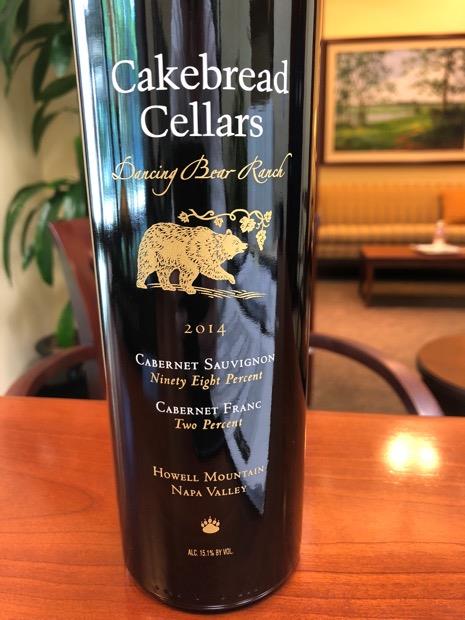 Cakebread
Cellars
Dancing Bear Ranch
2014
Cabernet Sauvignon
Ninety Eight Percent
Cabernet Franc
Two Percent
Howell Mountain
Napa Valley
ALC. 15.1% BY VOL.